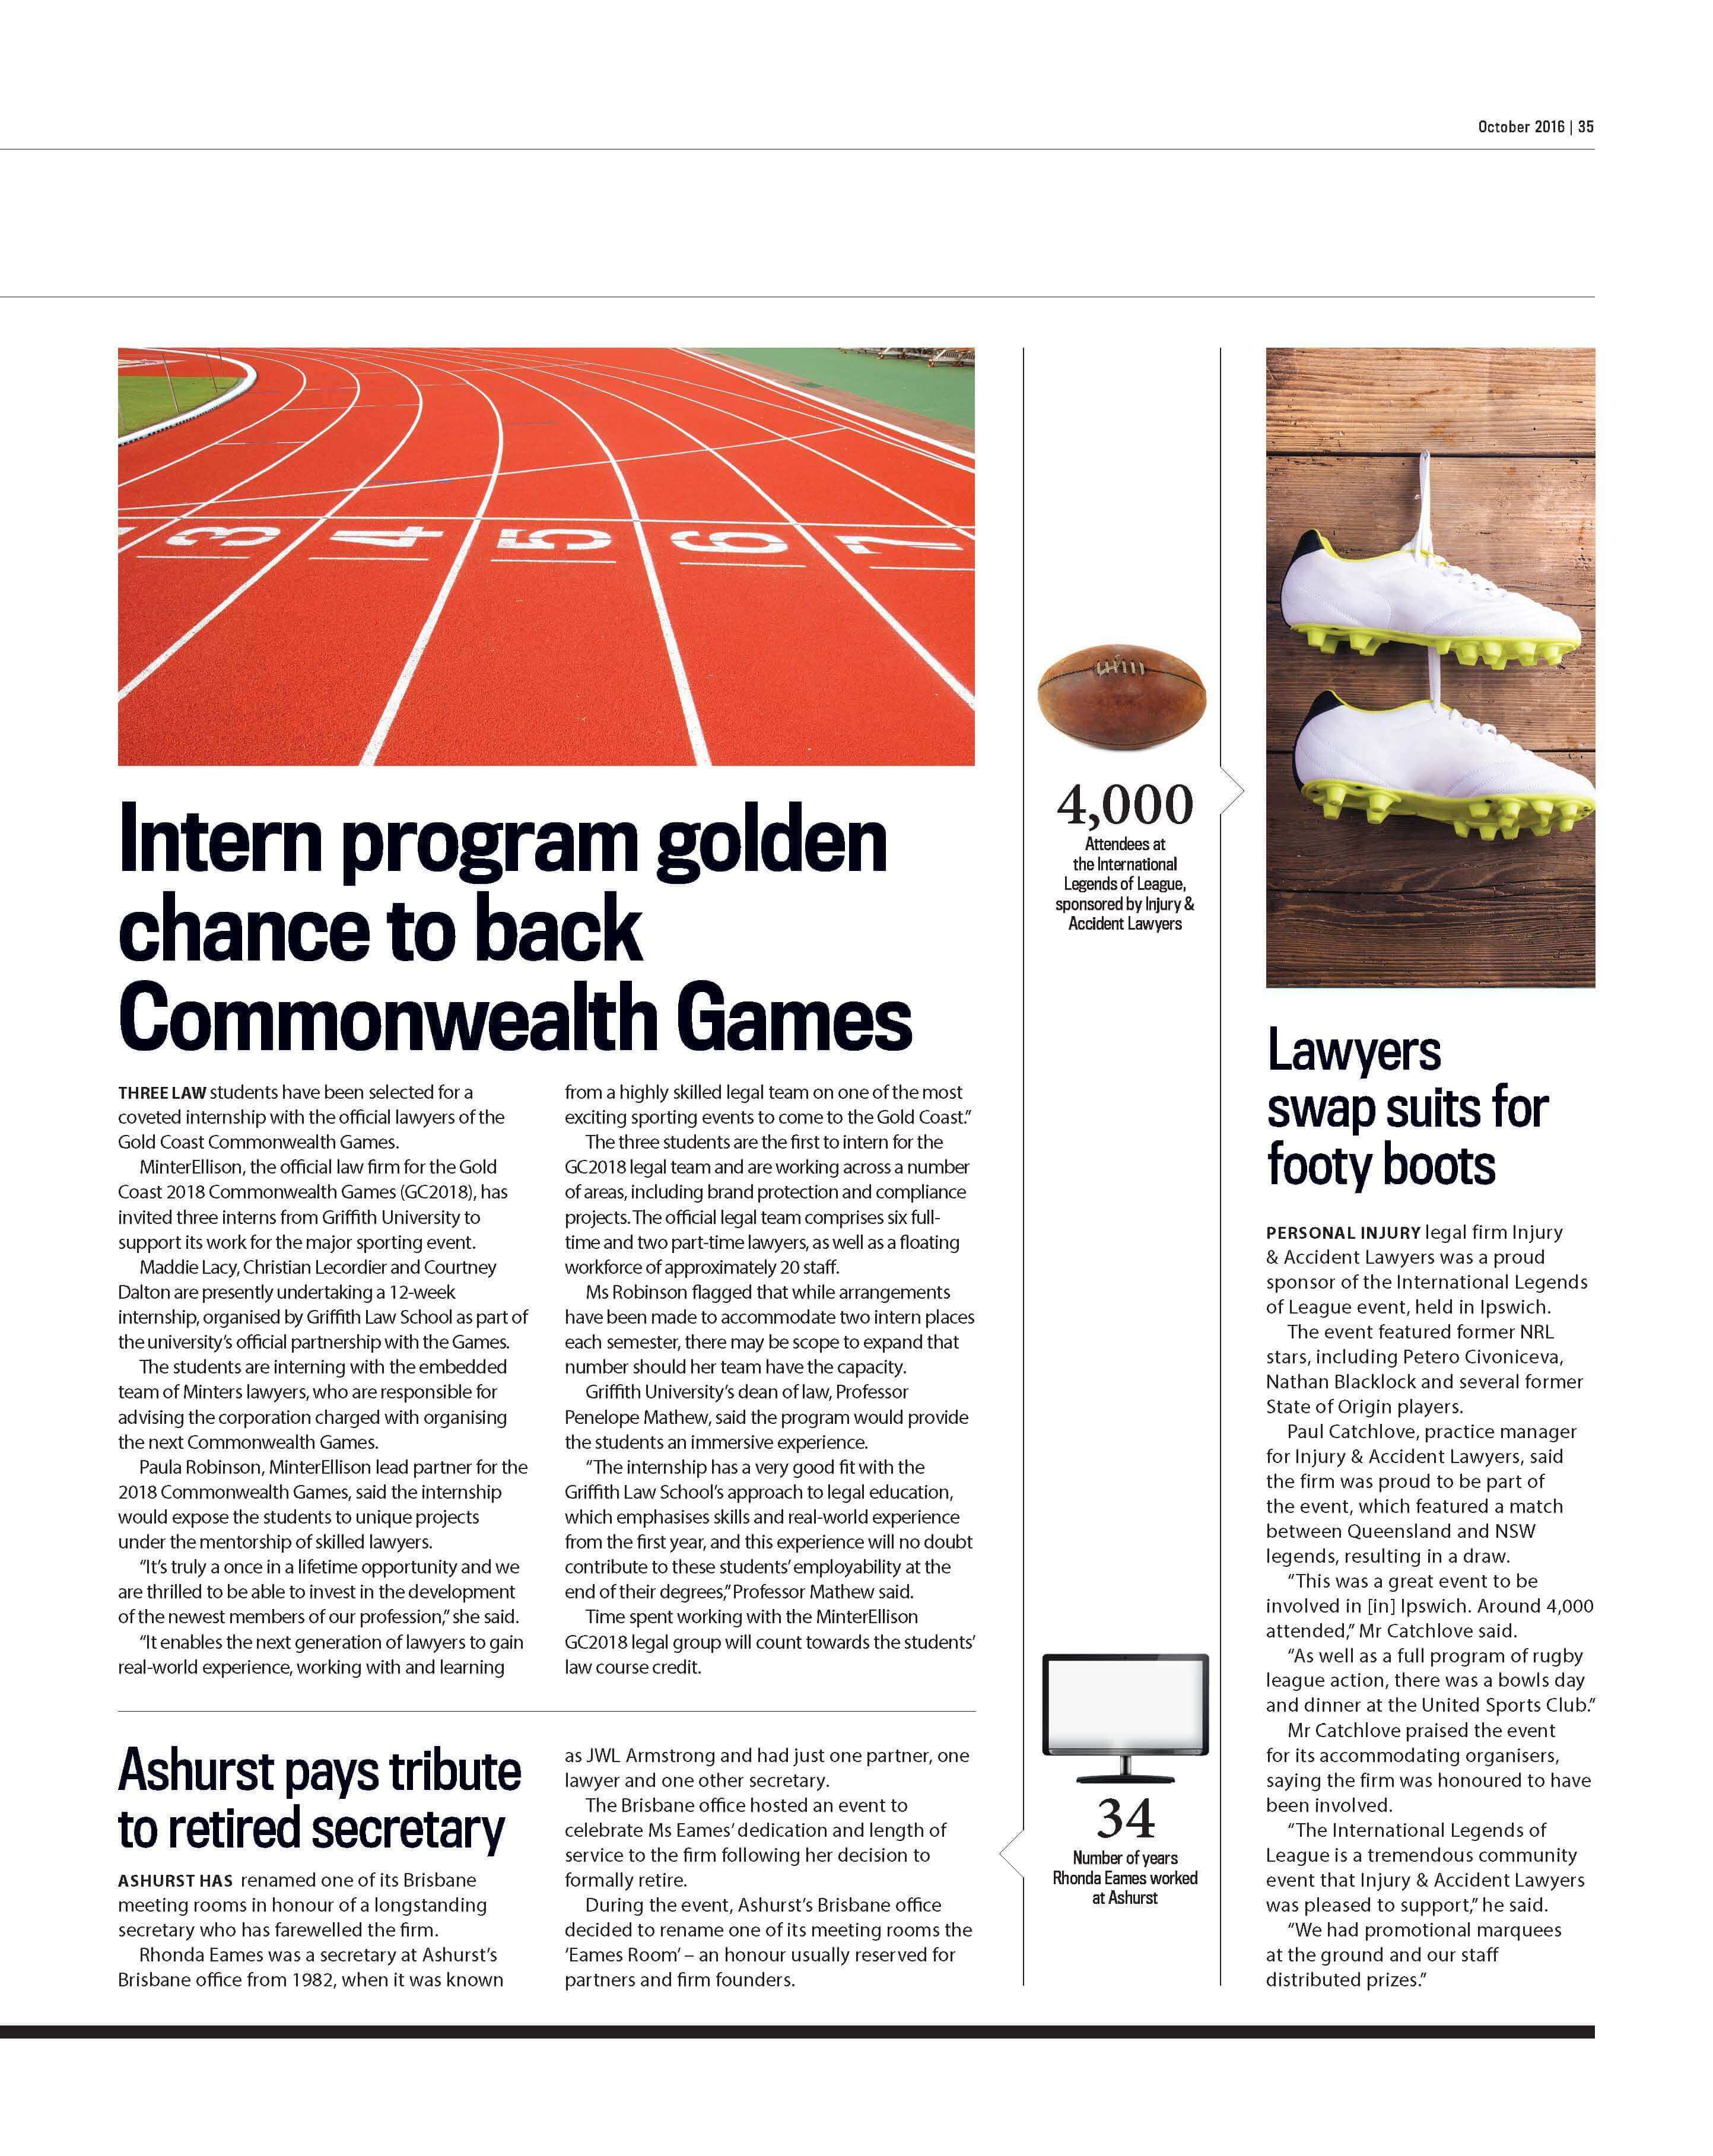 October 2016 | 35
3 4 5 6 7
Intern program golden
chance to back
Commonwealth Games
THREE LAW students have been selected for a
coveted internship with the official lawyers of the
Gold Coast Commonwealth Games.
MinterEllison, the official law firm for the Gold
Coast 2018 Commonwealth Games (GC2018), has
invited three interns from Griffith University to
support its work for the major sporting event.
Maddie Lacy, Christian Lecordier and Courtney
Dalton are presently undertaking a 12-week
internship, organised by Griffith Law School as part of
the university’s official partnership with the Games.
The students are interning with the embedded
team of Minters lawyers, who are responsible for
advising the corporation charged with organising
the next Commonwealth Games.
Paula Robinson, MinterEllison lead partner for the
2018 Commonwealth Games, said the internship
would expose the students to unique projects
under the mentorship of skilled lawyers.
“It’s truly a once in a lifetime opportunity and we
are thrilled to be able to invest in the development
of the newest members of our profession,” she said.
“It enables the next generation of lawyers to gain
real-world experience, working with and learning
from a highly skilled legal team on one of the most
exciting sporting events to come to the Gold Coast.”
The three students are the first to intern for the
GC2018 legal team and are working across a number
of areas, including brand protection and compliance
projects. The official legal team comprises six full-
time and two part-time lawyers, as well as a floating
workforce of approximately 20 staff.
Ms Robinson flagged that while arrangements
have been made to accommodate two intern places
each semester, there may be scope to expand that
number should her team have the capacity.
Griffith University’s dean of law, Professor
Penelope Mathew, said the program would provide
the students an immersive experience.
“The internship has a very good fit with the
Griffith Law School’s approach to legal education,
which emphasises skills and real-world experience
from the first year, and this experience will no doubt
contribute to these students’ employability at the
end of their degrees,” Professor Mathew said.
Time spent working with the MinterEllison
GC2018 legal group will count towards the students’
law course credit.
Ashurst pays tribute
to retired secretary
ASHURST HAS renamed one of its Brisbane
meeting rooms in honour of a longstanding
secretary who has farewelled the firm.
Rhonda Eames was a secretary at Ashurst’s
Brisbane office from 1982, when it was known
as JWL Armstrong and had just one partner, one
lawyer and one other secretary.
The Brisbane office hosted an event to
celebrate Ms Eames’ dedication and length of
service to the firm following her decision to
formally retire.
During the event, Ashurst’s Brisbane office
decided to rename one of its meeting rooms the
‘Eames Room’ – an honour usually reserved for
partners and firm founders.
4,000
Attendees at
the International
Legends of League,
sponsored by Injury &
Accident Lawyers
34
Number of years
Rhonda Eames worked
at Ashurst
Lawyers
swap suits for
footy boots
PERSONAL INJURY legal firm Injury
& Accident Lawyers was a proud
sponsor of the International Legends
of League event, held in Ipswich.
The event featured former NRL
stars, including Petero Civoniceva,
Nathan Blacklock and several former
State of Origin players.
Paul Catchlove, practice manager
for Injury & Accident Lawyers, said
the firm was proud to be part of
the event, which featured a match
between Queensland and NSW
legends, resulting in a draw.
“This was a great event to be
involved in [in] Ipswich. Around 4,000
attended,” Mr Catchlove said.
“As well as a full program of rugby
league action, there was a bowls day
and dinner at the United Sports Club.”
Mr Catchlove praised the event
for its accommodating organisers,
saying the firm was honoured to have
been involved.
“The International Legends of
League is a tremendous community
event that Injury & Accident Lawyers
was pleased to support,” he said.
“We had promotional marquees
at the ground and our staff
distributed prizes.”